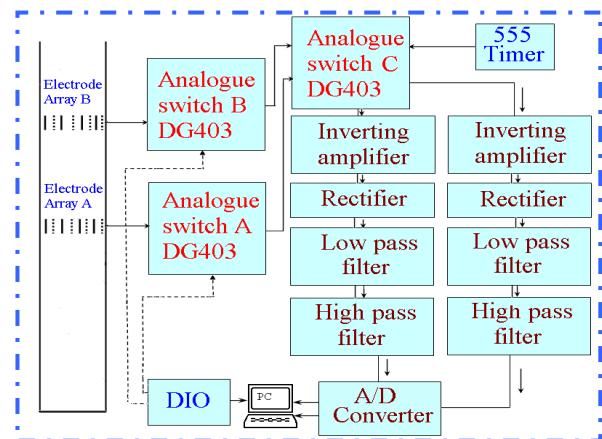 555
Timer
Analogue
switch C
DG403
Analogue
switch B
DG403
Electrode
Array B
Inverting
amplifier
Inverting
amplifier
Electrode
Array A
Analogue
switch A
DG403
Rectifier
Rectifier
Low pass
filter
Low pass
filter
High pass
filter
High pass
filter
DIO
PC
A/D
Converter